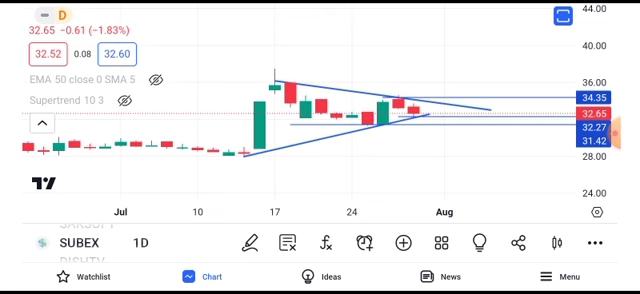 D
44.00
32.65 −0.61 (−1.83%)
40.00
32.52 0.08 32.60
EMA 50 close 0 SMA 5
36.00
Supertrend 10 3
34.35
32.65
32.27
31.42
28.00
24.00
Jul 10 17 24 Aug
SUBEX 1D
DISHTV
Watchlist Chart Ideas News Menu